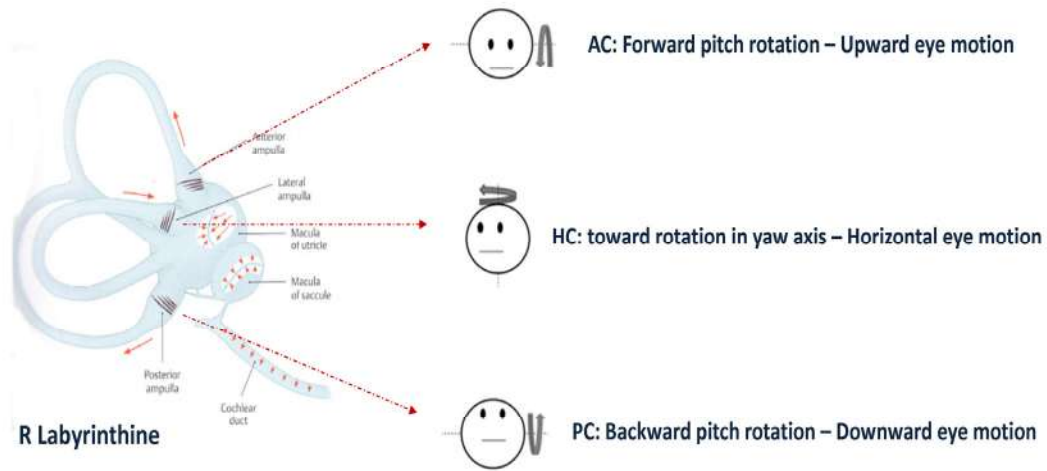 AC: Forward pitch rotation – Upward eye motion
Anterior
ampulla
Lateral
ampulla
HC: toward rotation in yaw axis – Horizontal eye motion
Macula
of utricle
Macula
of saccule
Posterior
ampulla
Cochlear
duct
R Labyrinthine
PC: Backward pitch rotation – Downward eye motion